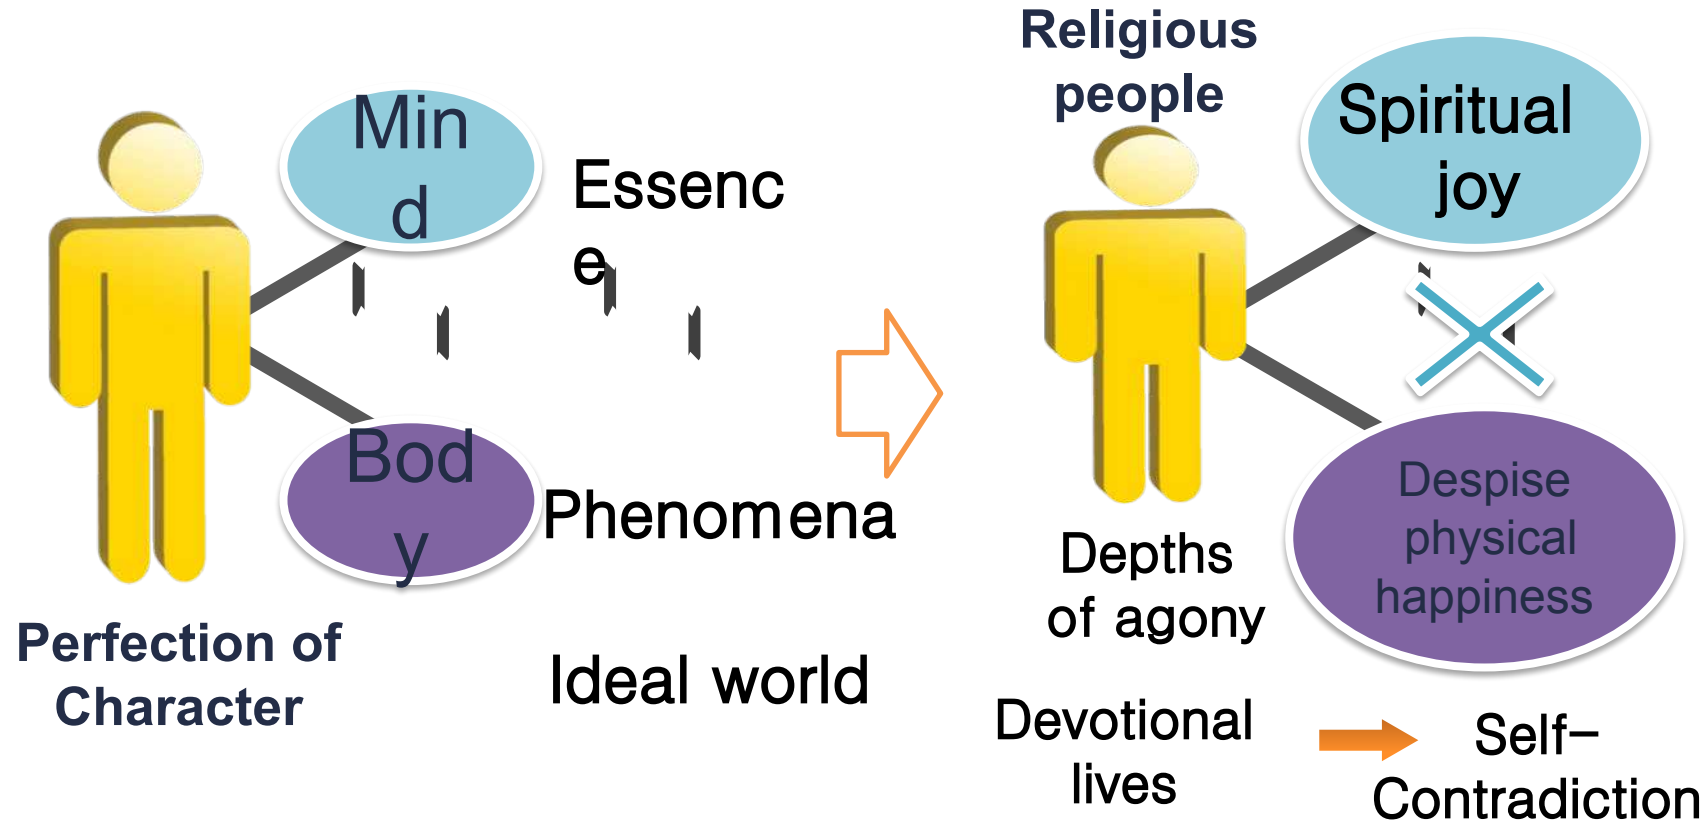 Min
d
Essenc
e
Bod
y
Phenomena
Perfection of
Character
Ideal world
Religious
people
Spiritual
joy
Despise
physical
happiness
Depths
of agony
Devotional
lives
Self-
Contradiction